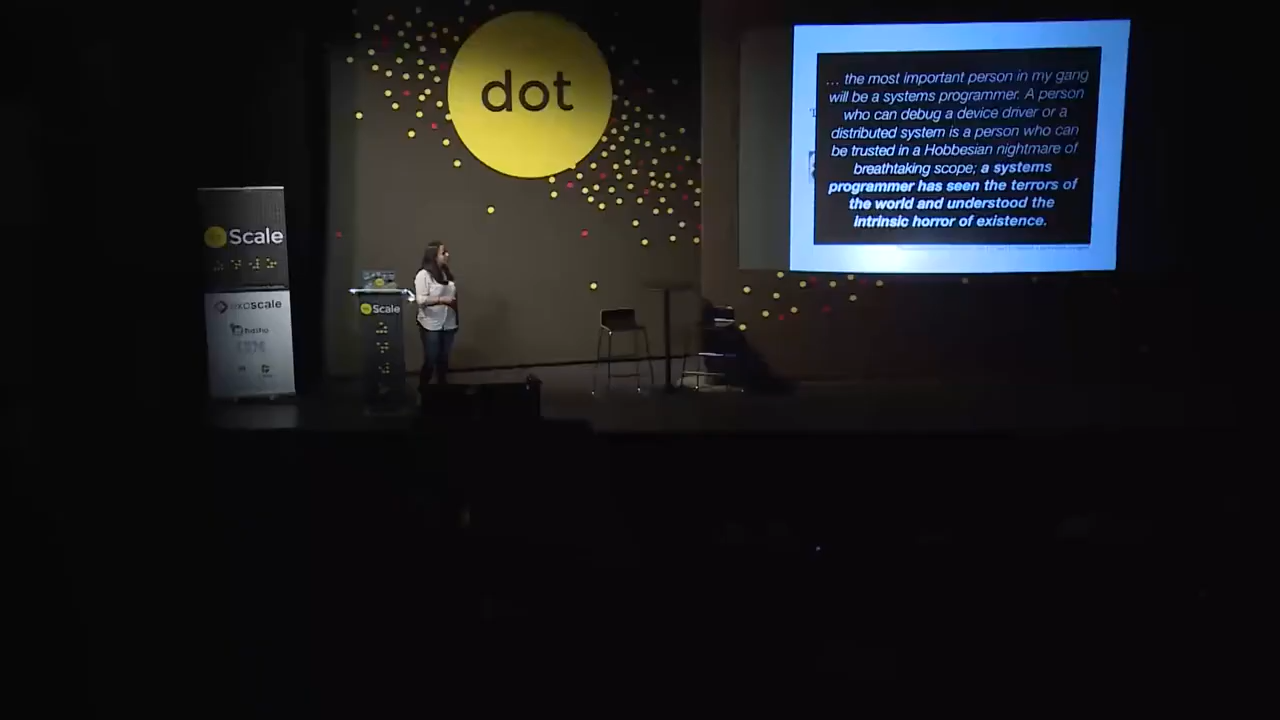 dot
… the most important person in my gang
will be a systems programmer. A person
who can debug a device driver or a
distributed system is a person who can
be trusted in a Hobbesian nightmare of
breathtaking scope; a systems
programmer has seen the terrors of
the world and understood the
intrinsic horror of existence.
Scale
exoscale
IBM
Scale